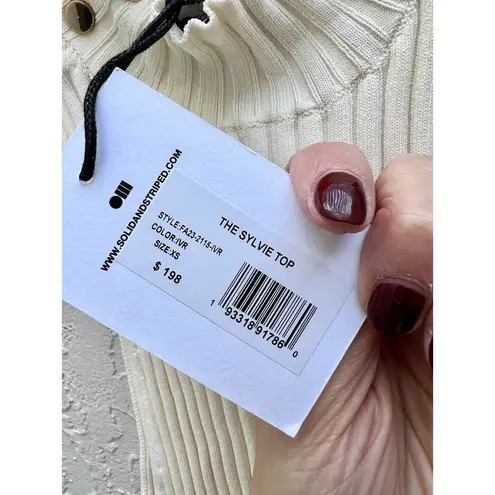 WWW.SOLIDANDSTRIPED.COM
THE SYLVIE TOP
STYLE:FA23-2115-IVR
COLOR:IVR
SIZE:XS
$ 198
1 93318 91786 0